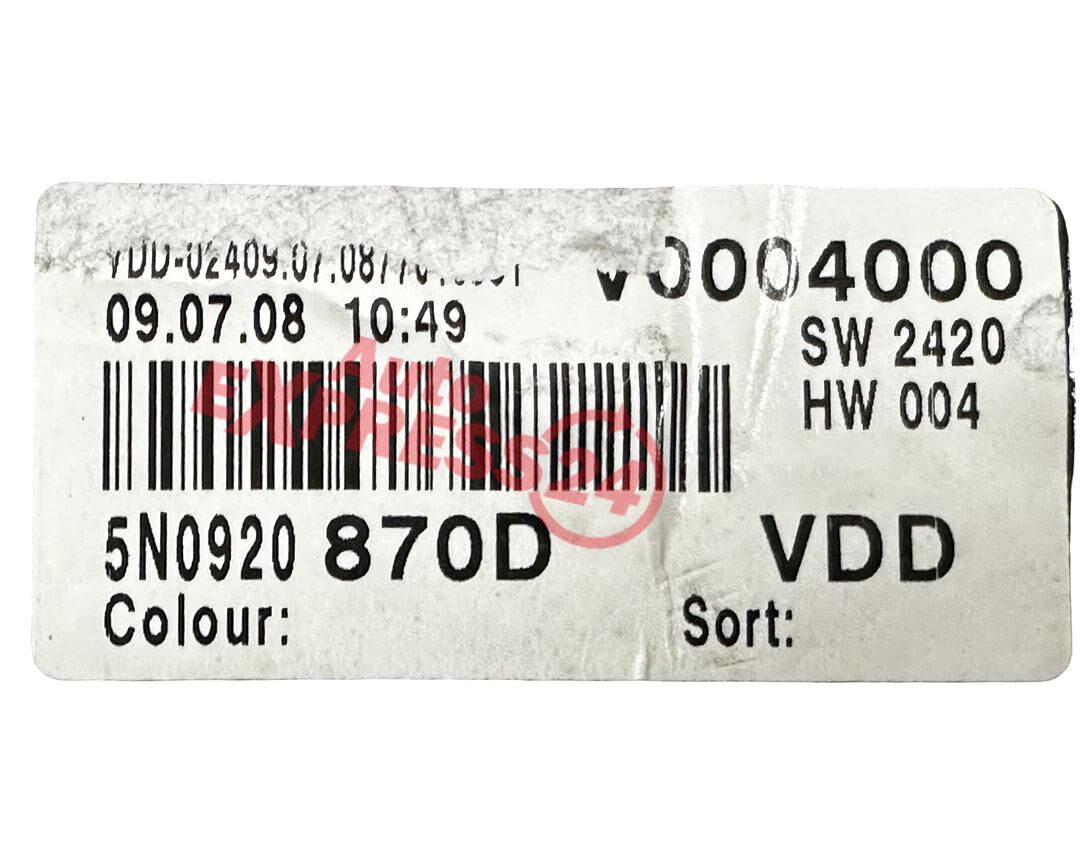 V0004000
09.07.08 10:49
SW 2420
HW 004
Auto
EXPRESS24
5N0920 870D VDD
Colour: Sort: